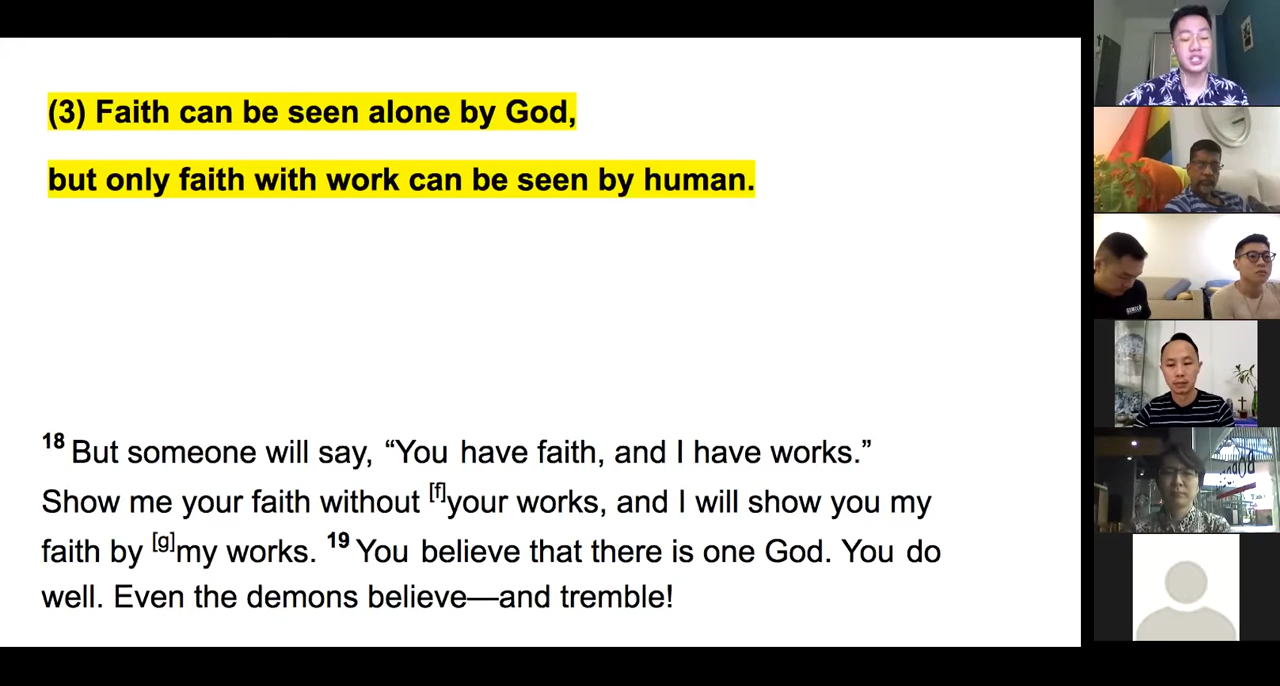 (3) Faith can be seen alone by God,
but only faith with work can be seen by human.
18 But someone will say, “You have faith, and I have works.”
Show me your faith without [f]your works, and I will show you my
faith by [g]my works. 19 You believe that there is one God. You do
well. Even the demons believe—and tremble!